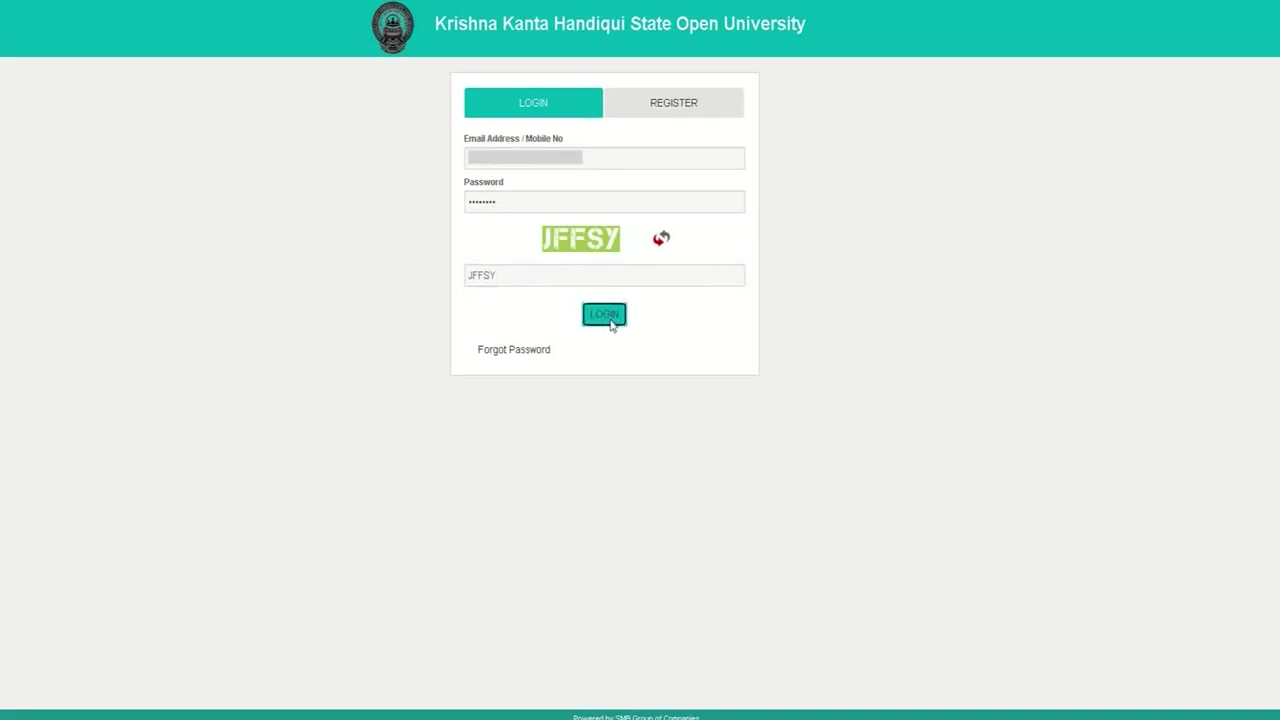 Krishna Kanta Handiqui State Open University
LOGIN REGISTER
Email Address / Mobile No
Password
JFFSY
JFFSY
LOGIN
Forgot Password
Powered by SMB Group of Companies